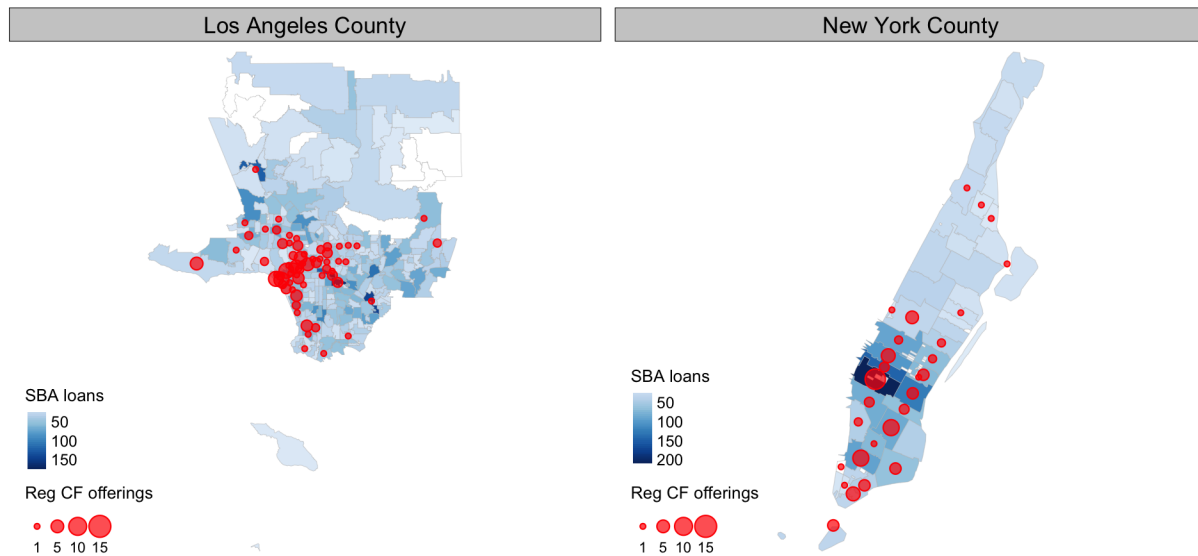 Los Angeles County
New York County
SBA loans
50
100
150
Reg CF offerings
1 5 10 15
SBA loans
50
100
150
200
Reg CF offerings
1 5 10 15